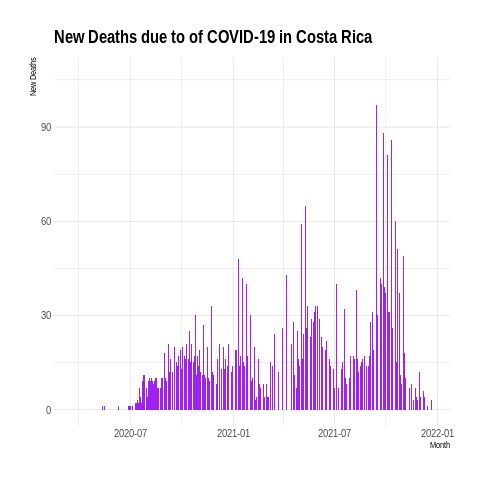 New Deaths due to of COVID-19 in Costa Rica
New Deaths
90
60
30
0
2020-07 2021-01 2021-07 2022-01
Month